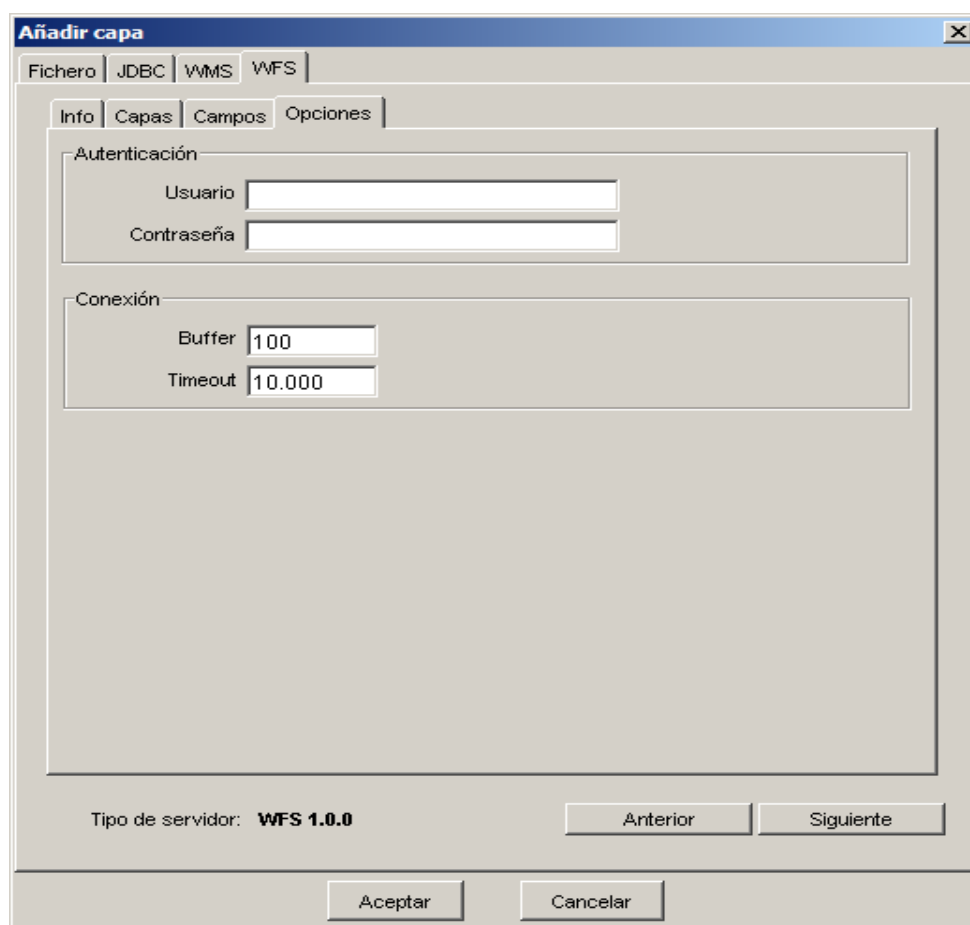 Añadir capa
Fichero JDBC WMS WFS
Info Capas Campos Opciones
Autenticación
Usuario
Contraseña
Conexión
Buffer 100
Timeout 10.000
Tipo de servidor: WFS 1.0.0 Anterior Siguiente
Aceptar Cancelar